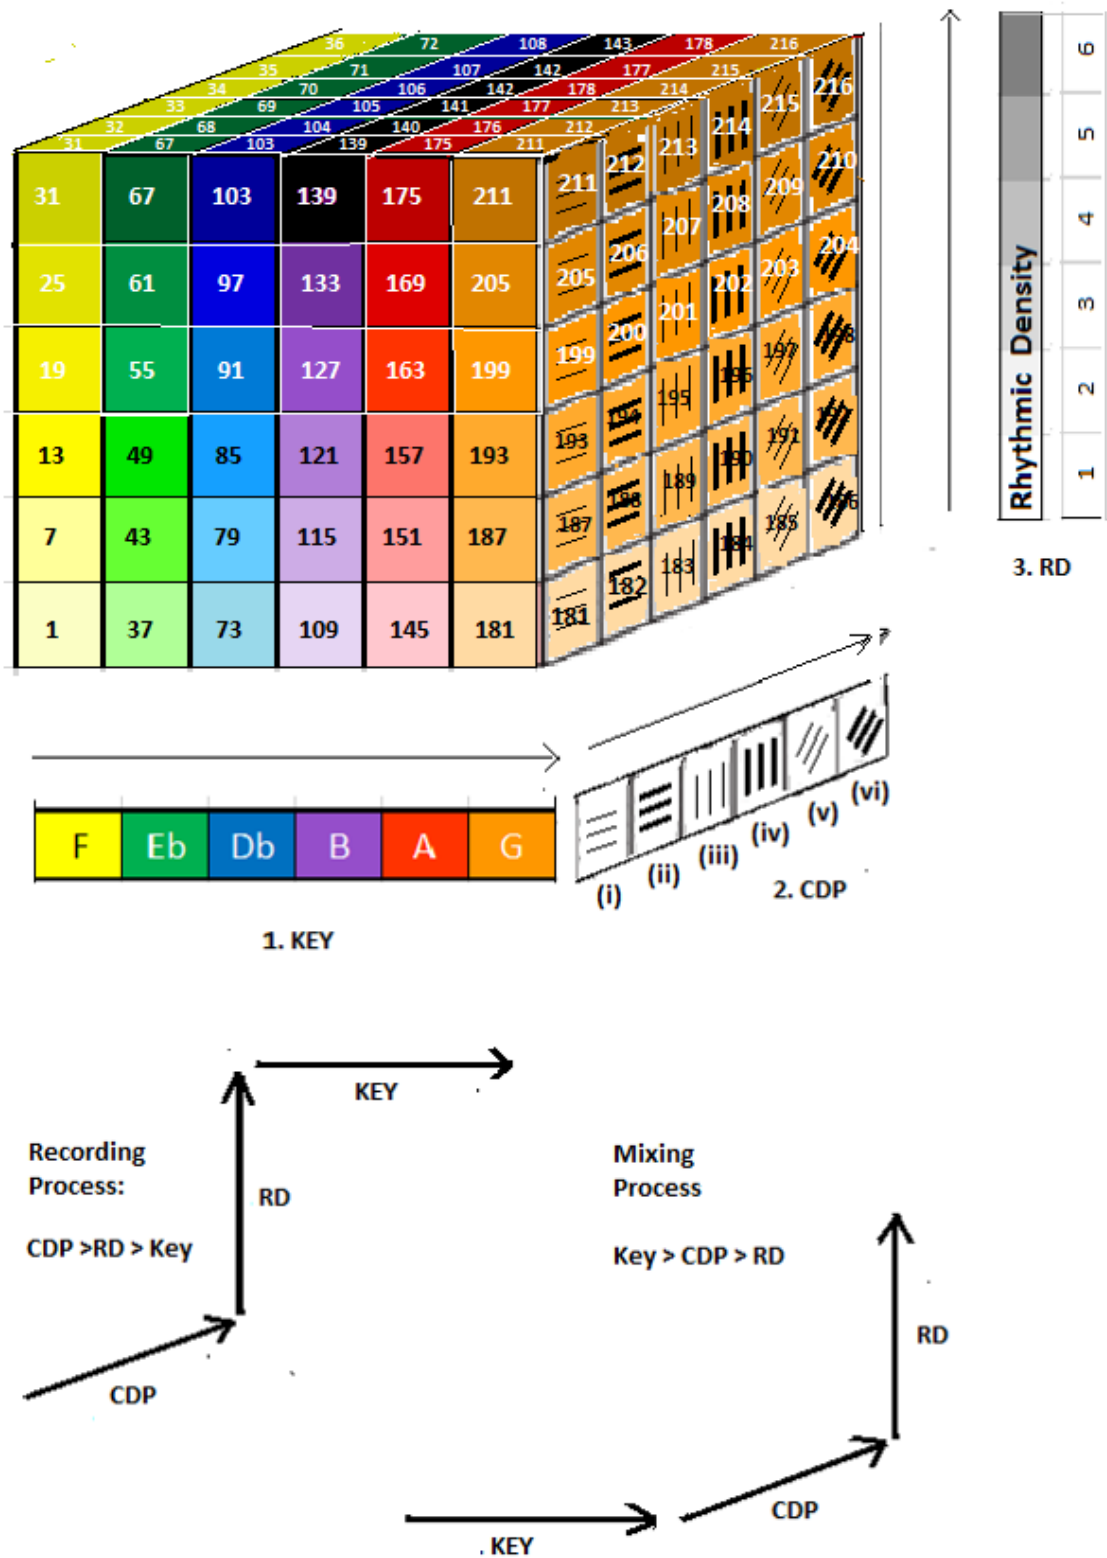 36 72 108 143 178 216
35 71 107 142 177 215
34 70 106 142 178 214
33 69 105 141 177 213
32 68 104 140 176 212
31 67 103 139 175 211
31 67 103 139 175 211 211 212 213 214 215 216
25 61 97 133 169 205 205 206 207 208 209 210
19 55 91 127 163 199 199 200 201 202 203 204
13 49 85 121 157 193 193 194 195 196 197 198
7 43 79 115 151 187 187 188 189 190 191
1 37 73 109 145 181 181 182 183 184 185
Rhythmic Density
6
5
4
3
2
1
3. RD
F Eb Db B A G
1. KEY
(i) (ii) (iii) (iv) (v) (vi)
2. CDP
KEY
Recording
Process:
CDP >RD > Key
RD
CDP
Mixing
Process
Key > CDP > RD
RD
CDP
KEY